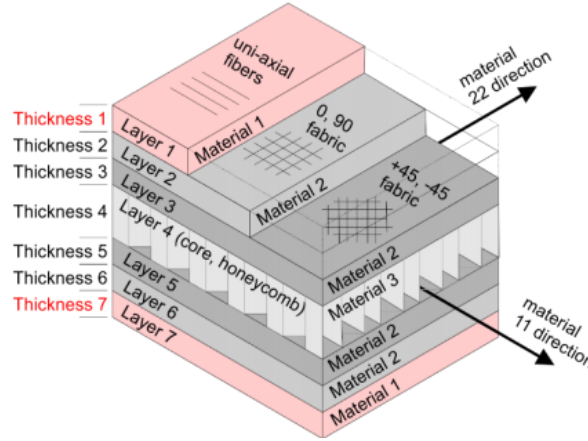 uni-axial
fibers
material
22 direction
0, 90
fabric
Thickness 1
Layer 1
Material 1
Thickness 2
Layer 2
Material 2
+45, -45
fabric
Thickness 3
Layer 3
Material 2
Thickness 4
Layer 4 (core, honeycomb)
Material 3
Thickness 5
Layer 5
Material 2
Thickness 6
Layer 6
Material 2
Thickness 7
Layer 7
Material 1
material
11 direction